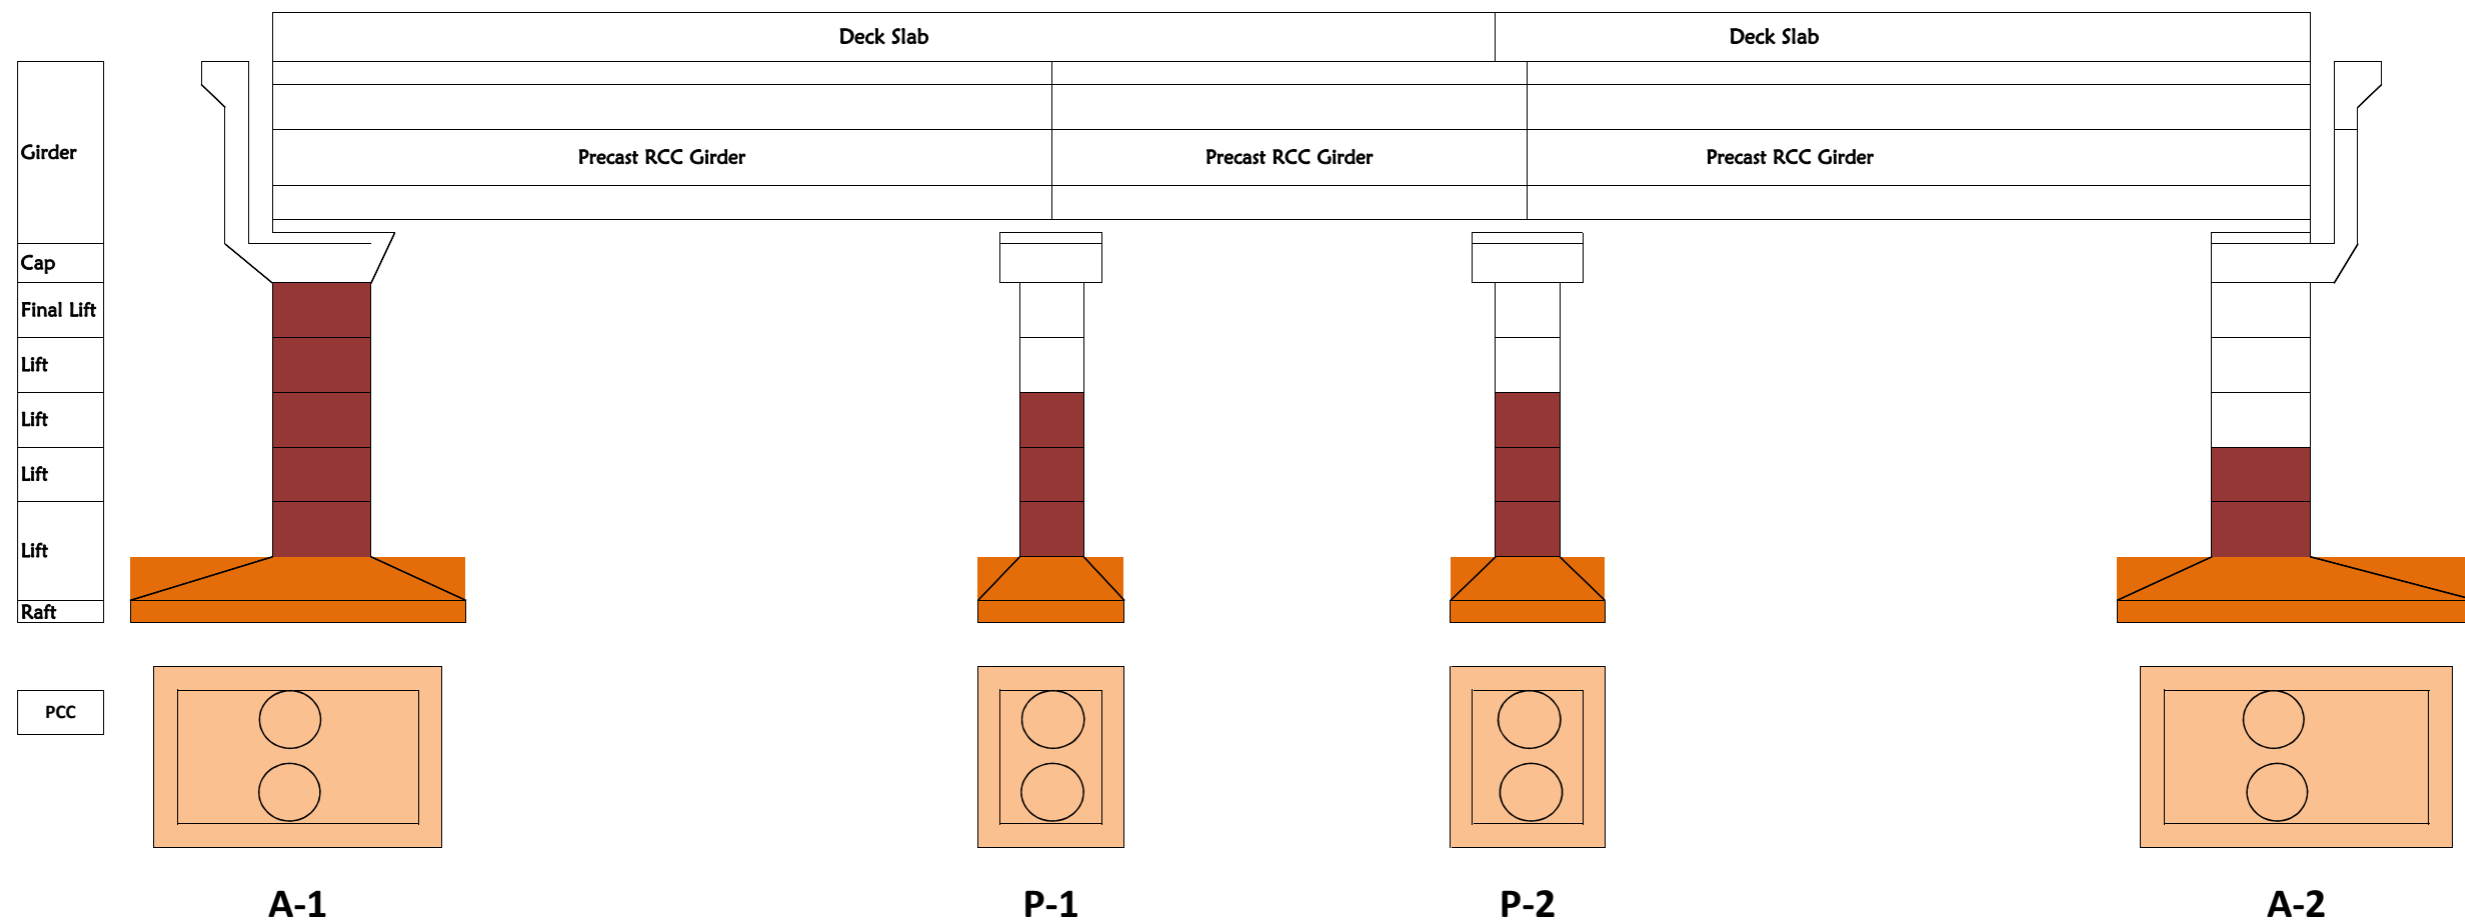 Deck Slab
Deck Slab
Girder
Precast RCC Girder
Precast RCC Girder
Precast RCC Girder
Cap
Final Lift
Lift
Lift
Lift
Lift
Raft
PCC
A-1
P-1
P-2
A-2